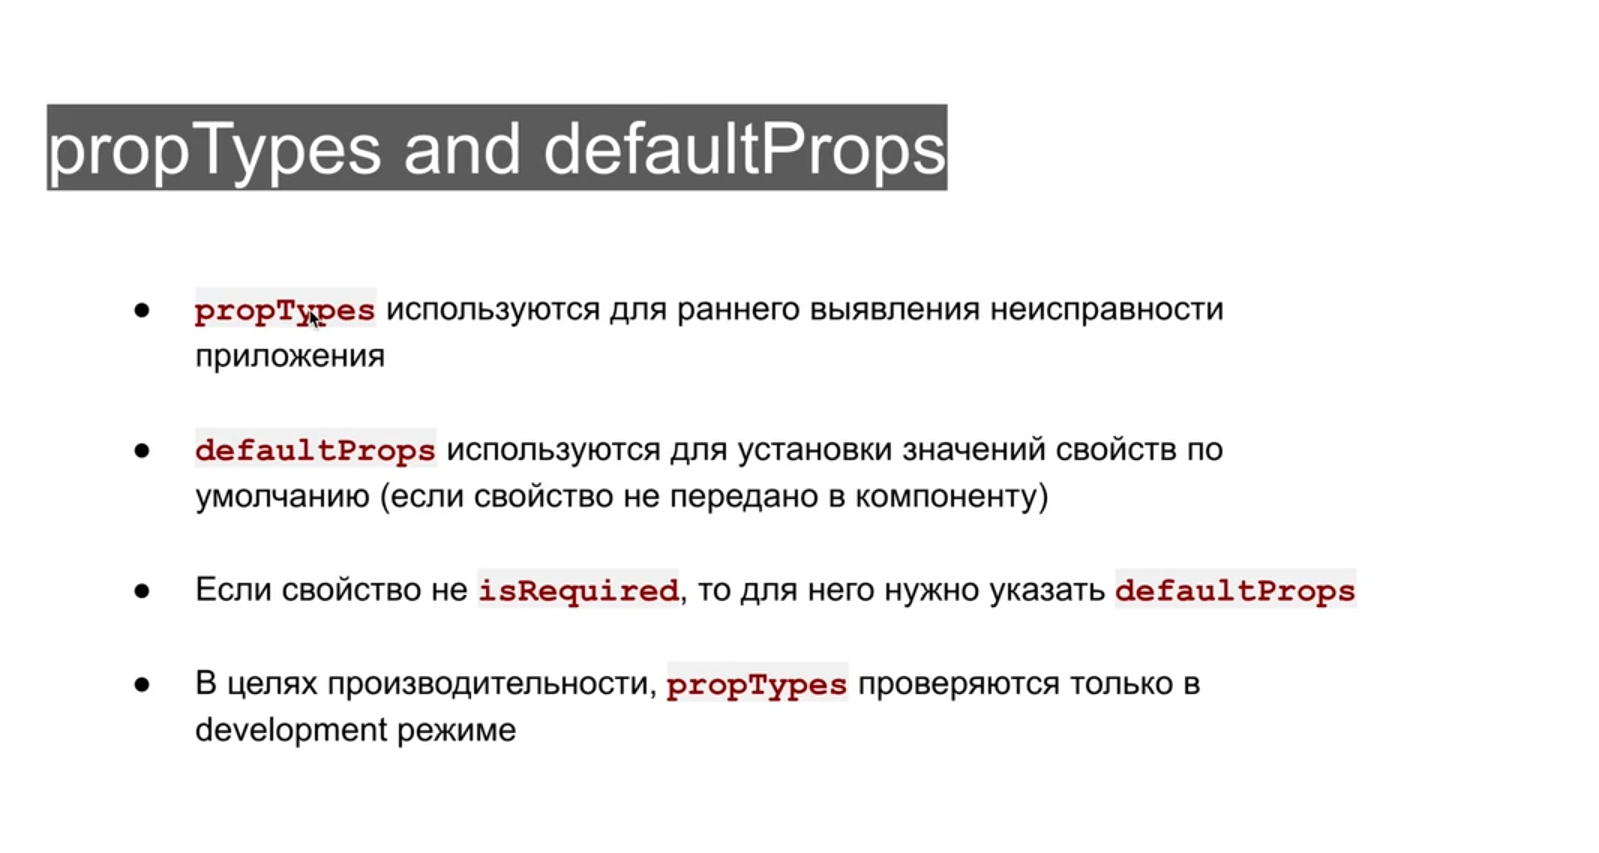 propTypes and defaultProps
● propTypes используются для раннего выявления неисправности
приложения
● defaultProps используются для установки значений свойств по
умолчанию (если свойство не передано в компоненту)
● Если свойство не isRequired, то для него нужно указать defaultProps
● В целях производительности, propTypes проверяются только в
development режиме